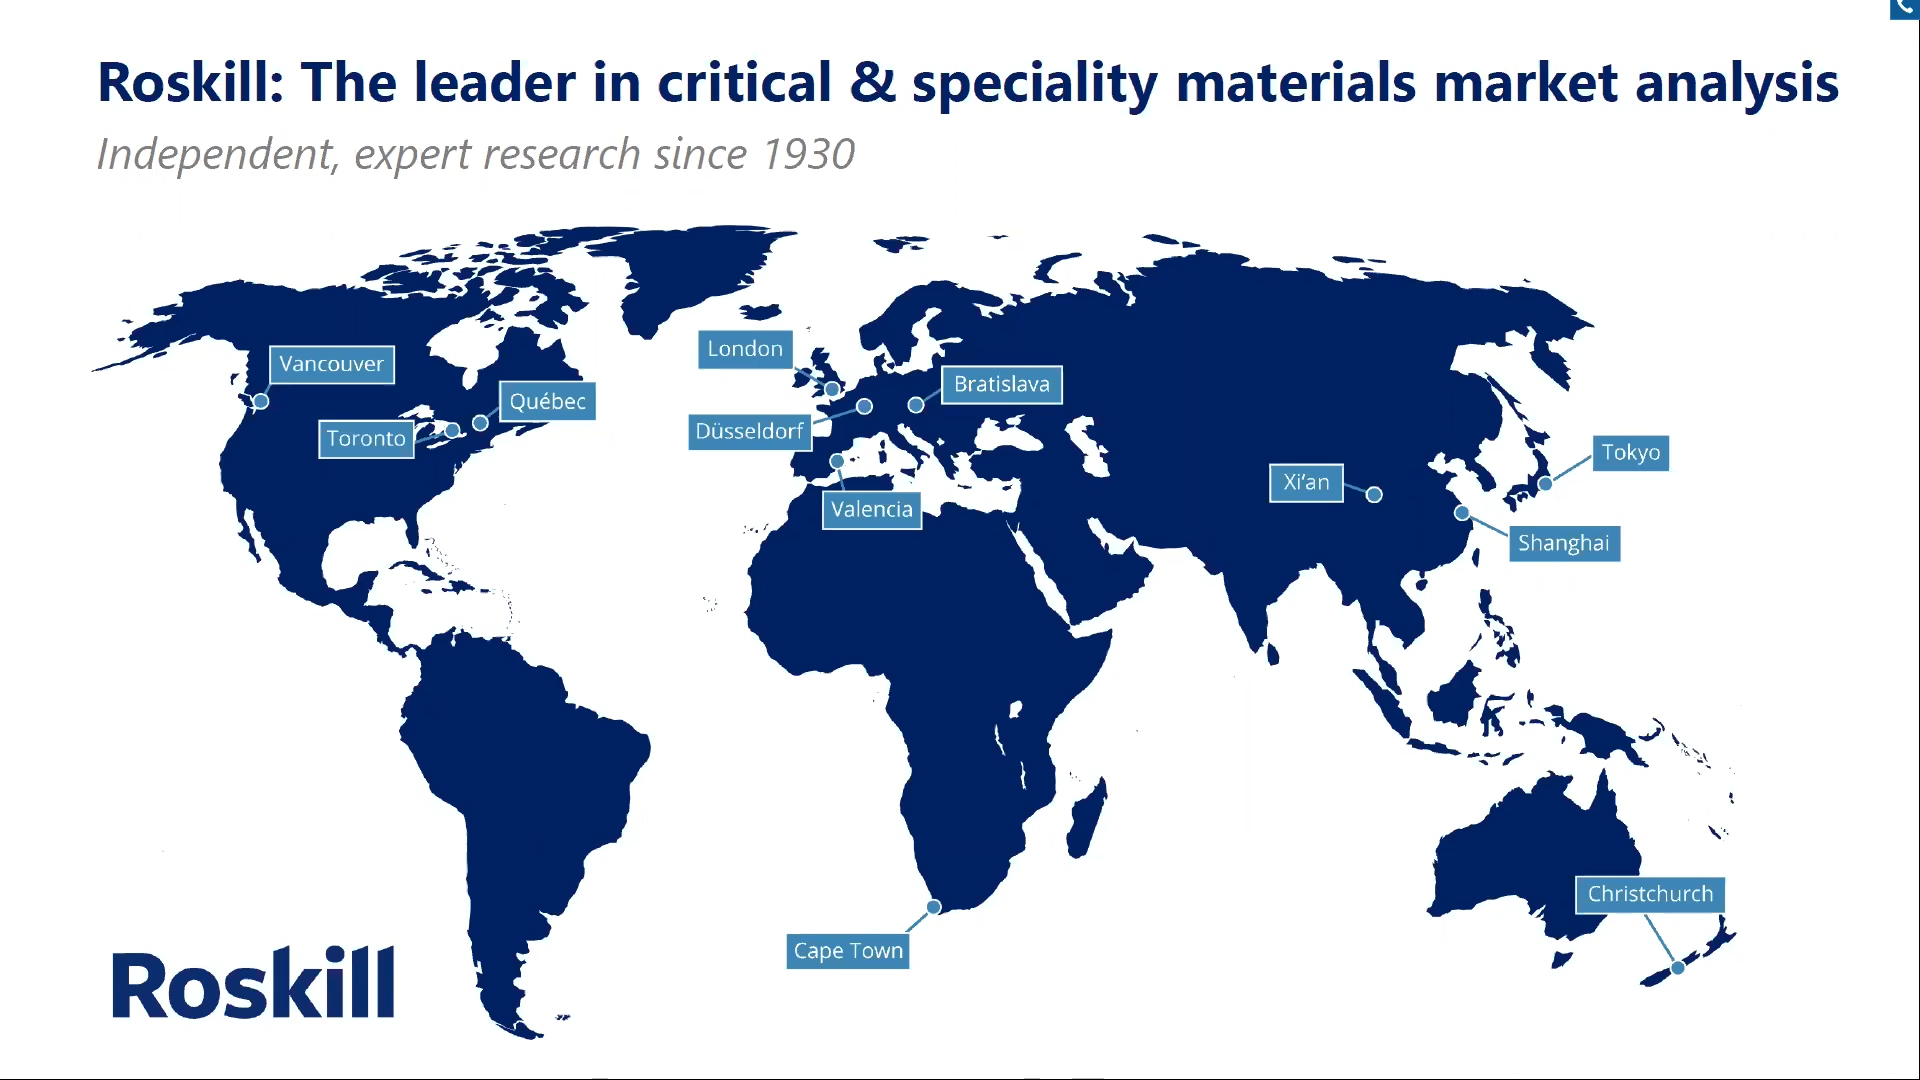 Roskill: The leader in critical & speciality materials market analysis
Independent, expert research since 1930
London
Vancouver
Bratislava
Québec
Düsseldorf
Toronto
Tokyo
Xi'an
Valencia
Shanghai
Christchurch
Cape Town
Roskill